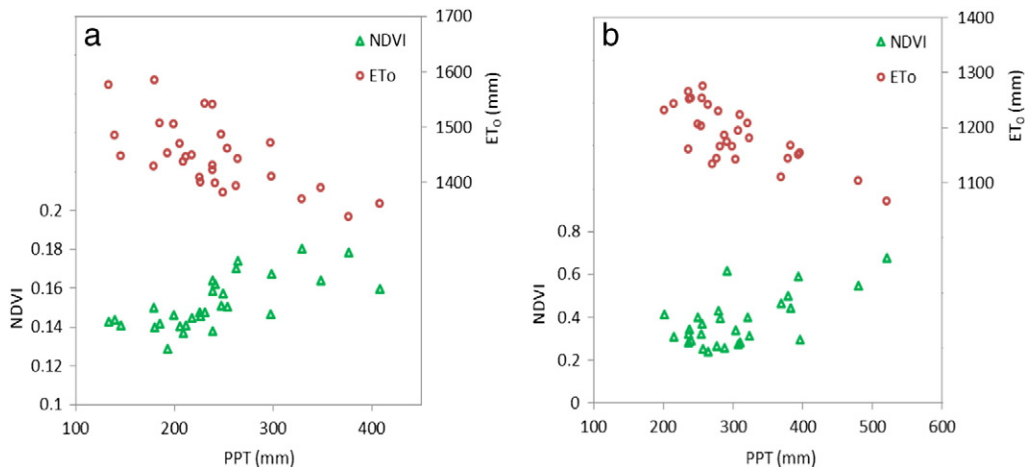 a
NDVI
ETo
1700
1600
1500
1400
ETO (mm)
0.2
0.18
0.16
0.14
0.12
0.1
NDVI
100 200 300 400
PPT (mm)
b
NDVI
ETo
1400
1300
1200
1100
ETO (mm)
0.8
0.6
0.4
0.2
0
NDVI
100 200 300 400 500 600
PPT (mm)